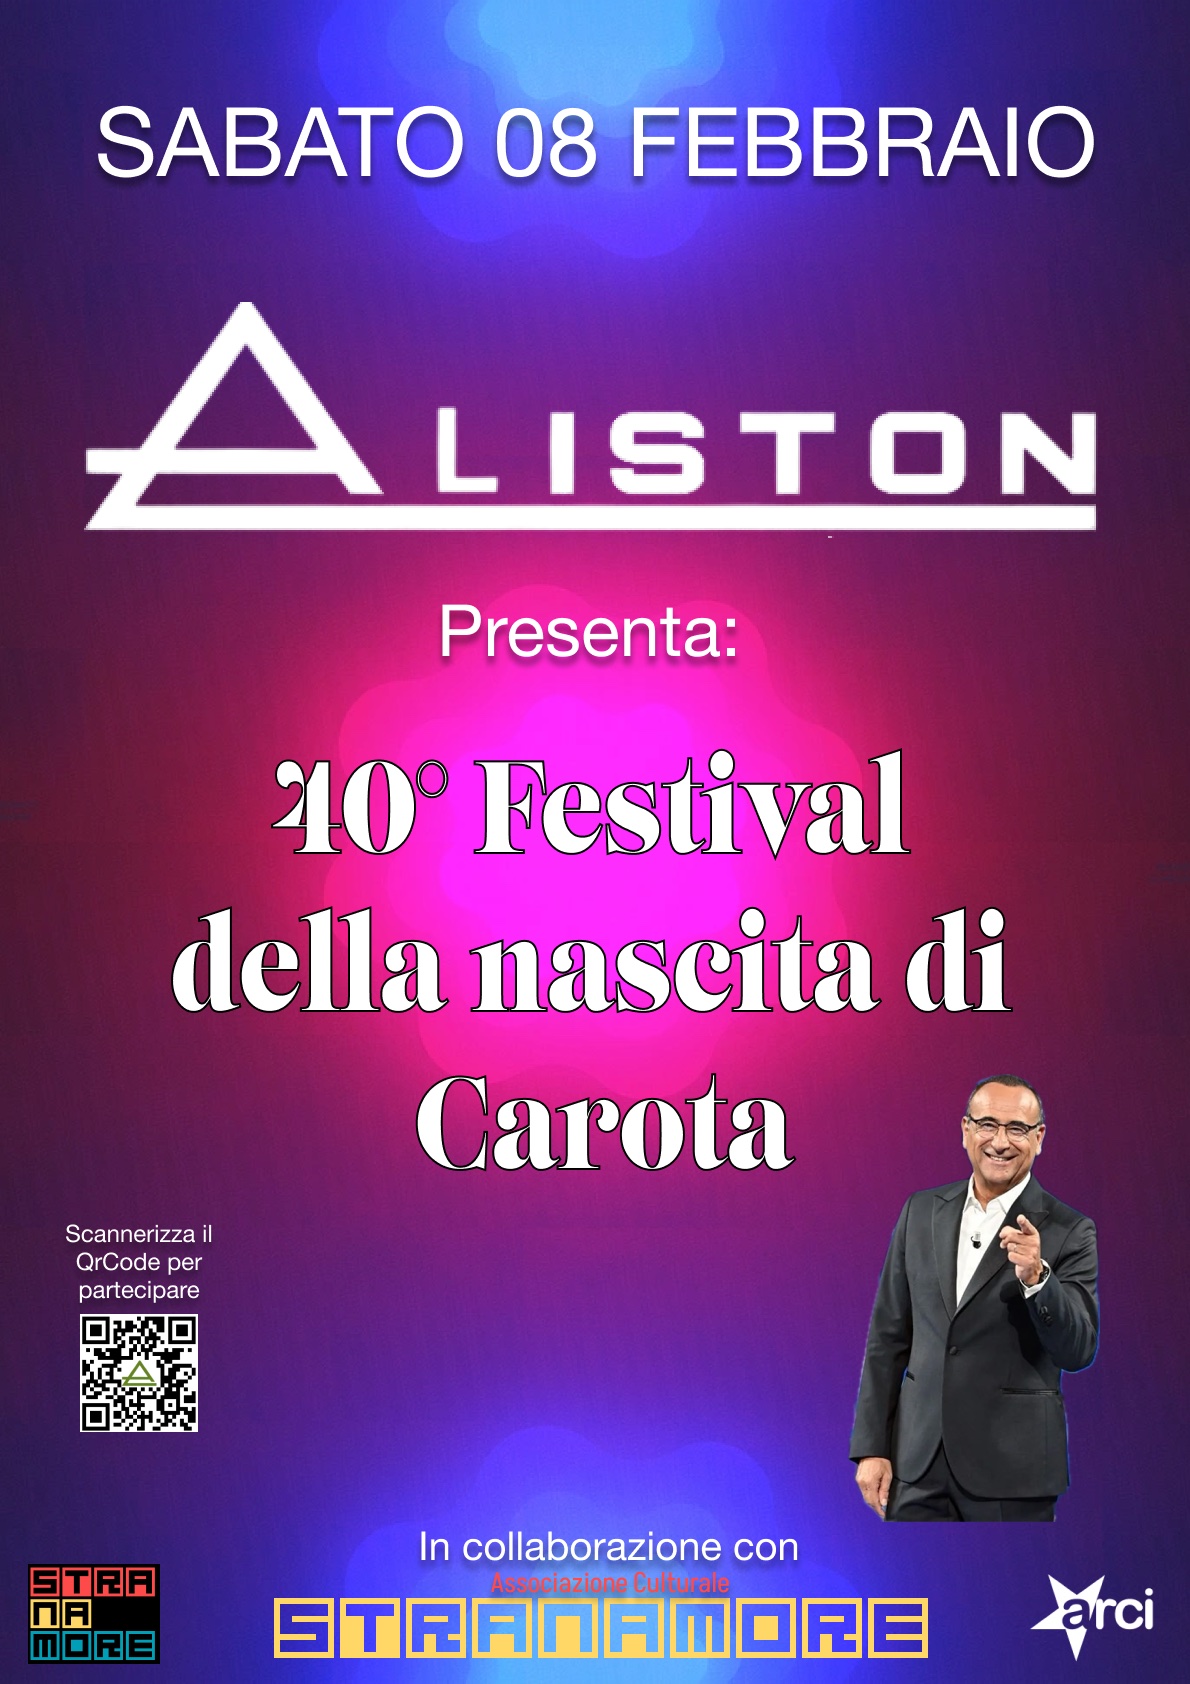 SABATO 08 FEBBRAIO
ALISTON
Presenta:
40° Festival
della nascita di
Carota
Scannerizza il
QrCode per
partecipare
In collaborazione con
Associazione Culturale
STRANAMORE
STRA
NA
MORE
arci